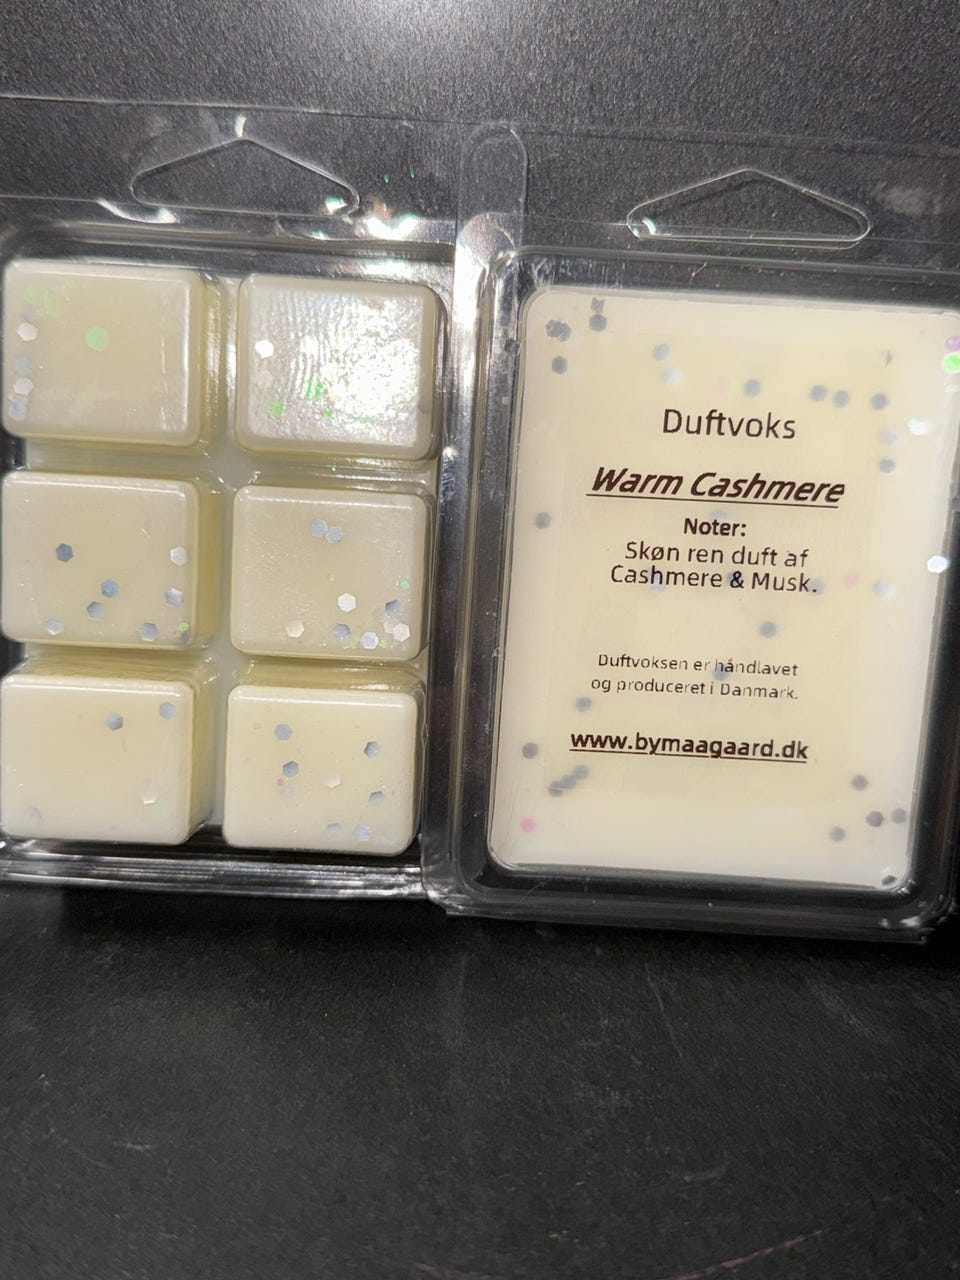 Duftvoks
Warm Cashmere
Noter:
Skøn ren duft af
Cashmere & Musk.
Duftvoksen er håndlavet
og produceret i Danmark.
www.bymaagaard.dk